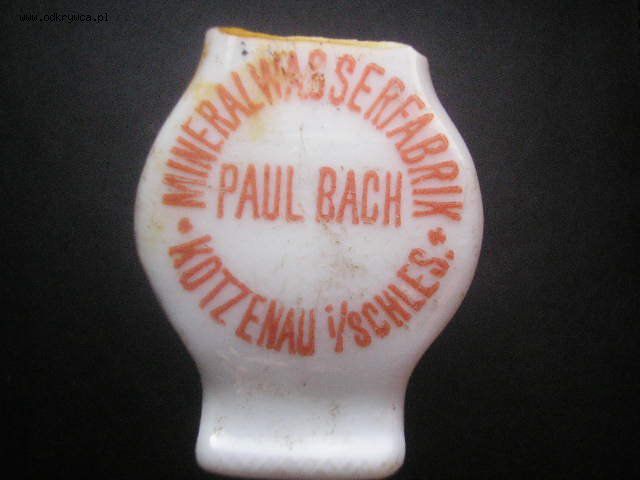 www.odkrywca.pl
MINERALWASSERFABRIK
PAUL BACH
* KOTZENAU i/SCHLES. *